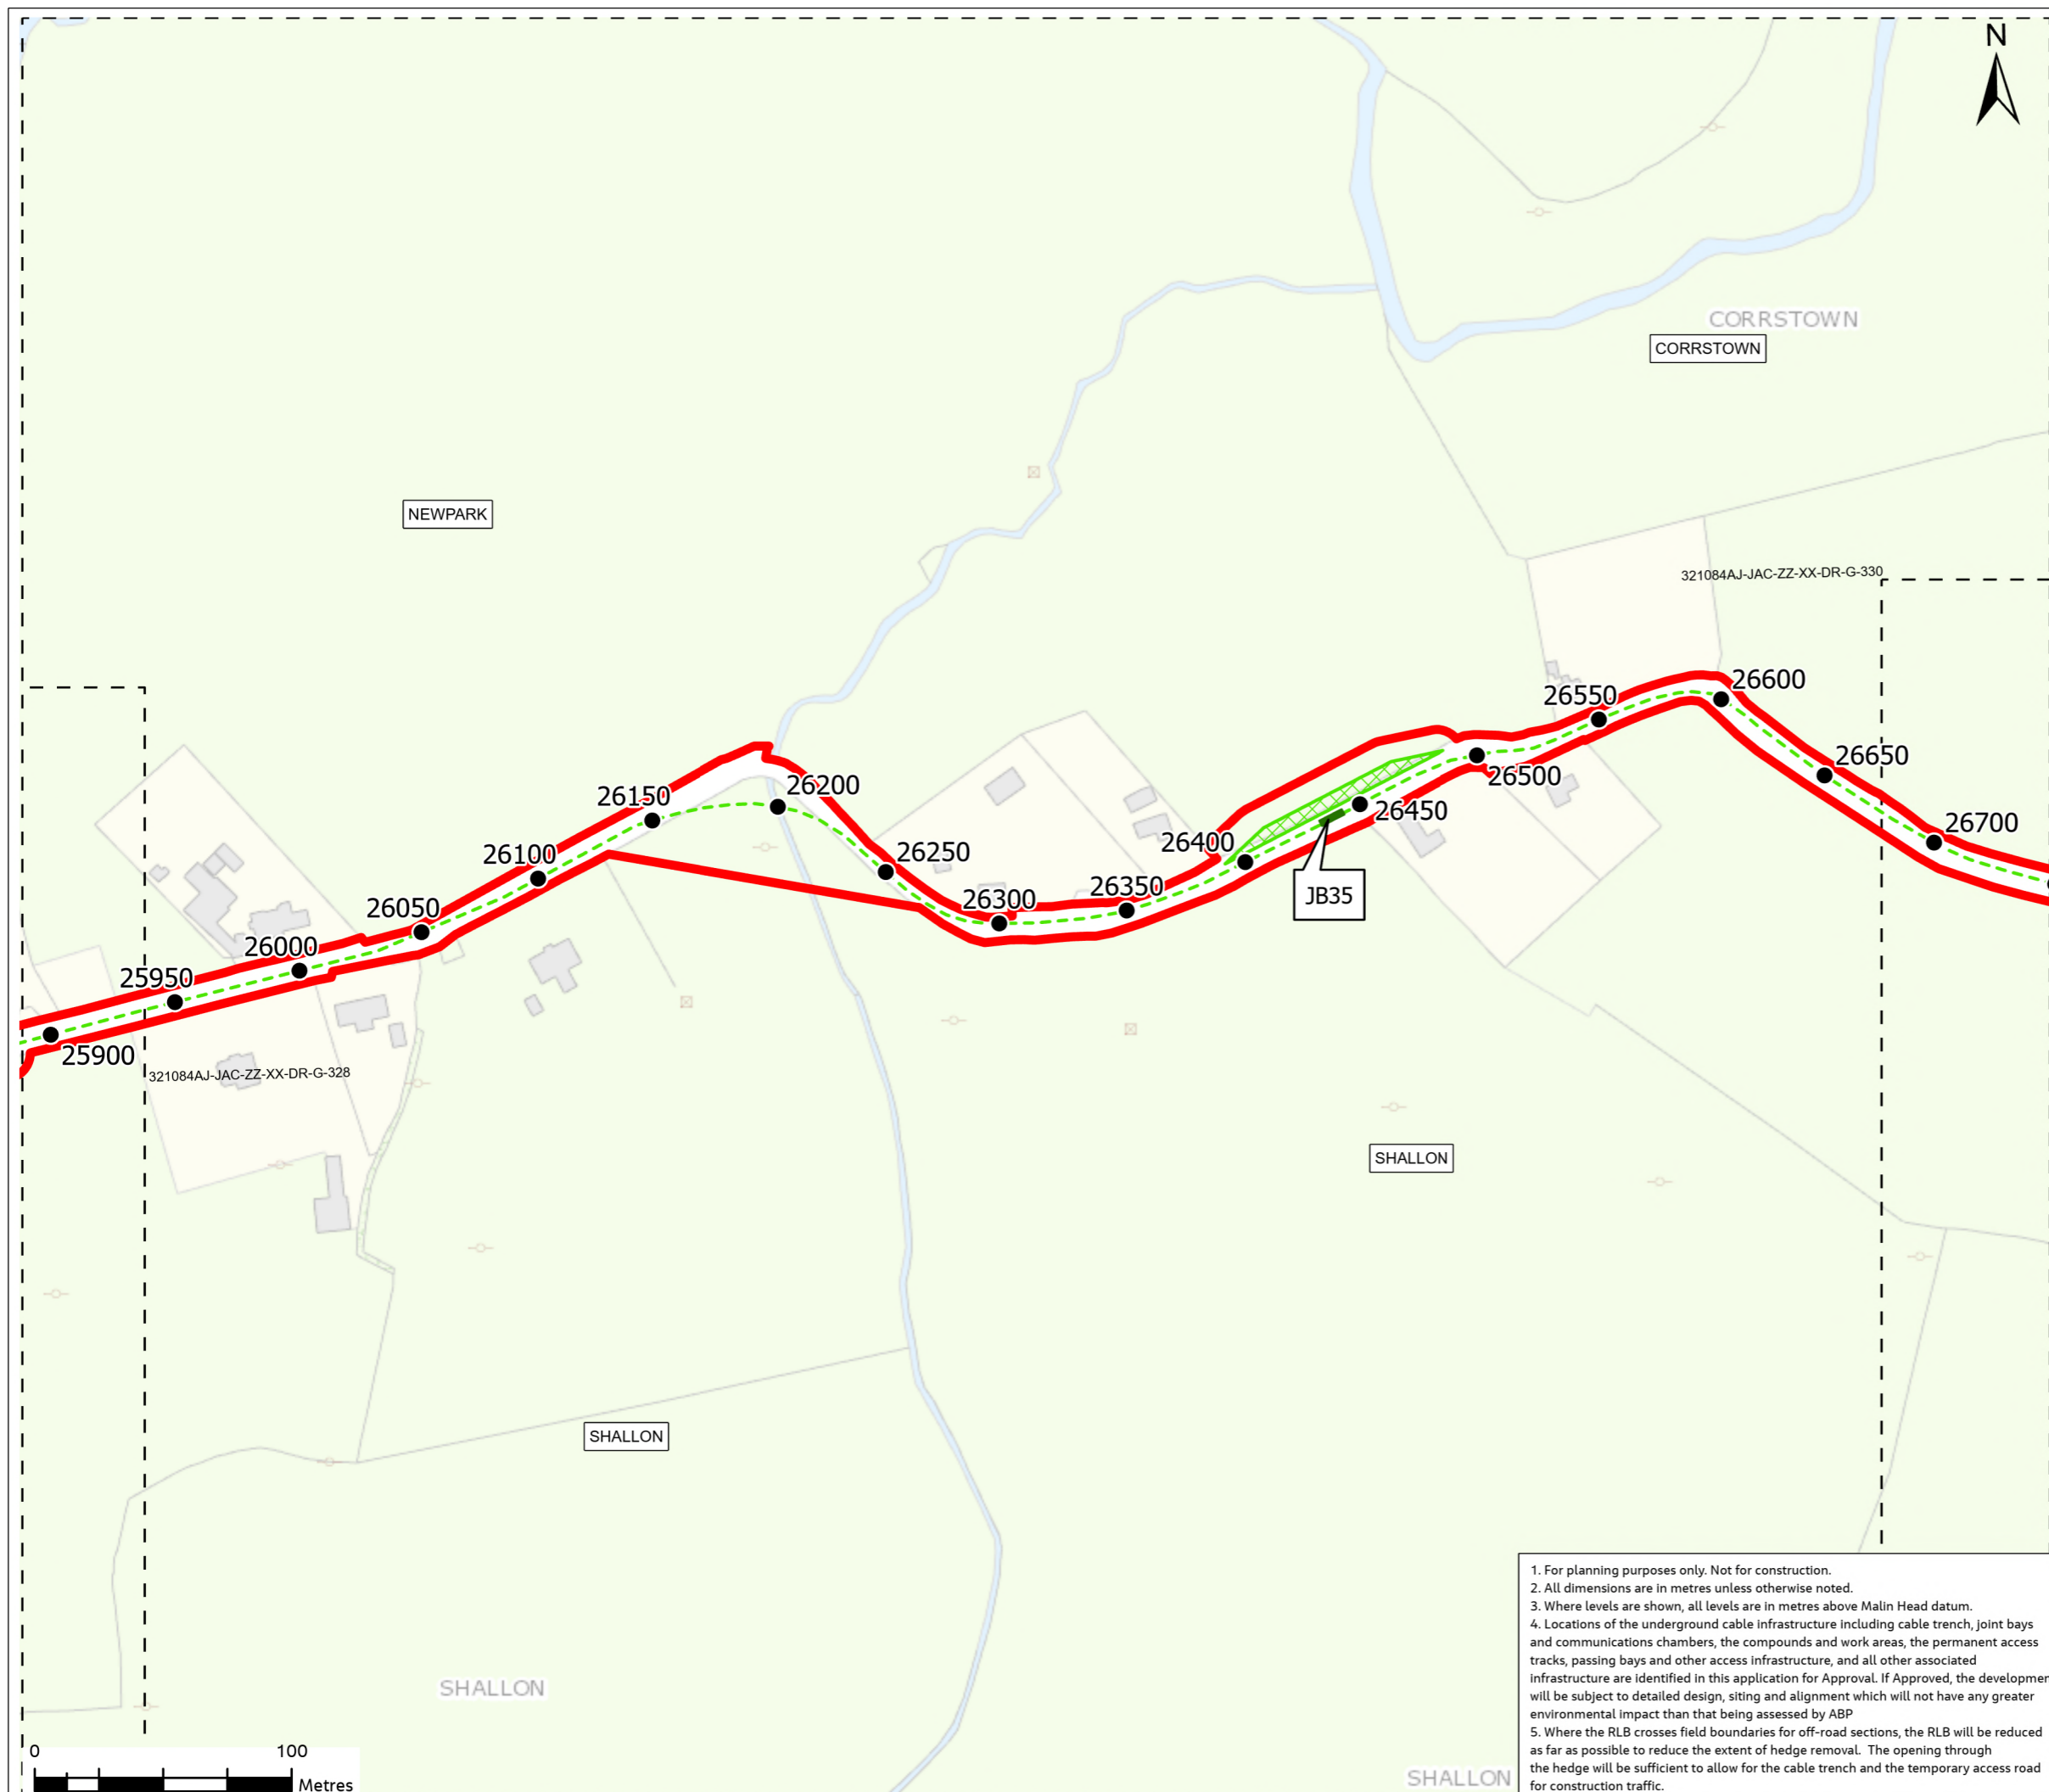 N
CORRSTOWN
CORRSTOWN
NEWPARK
321084AJ-JAC-ZZ-XX-DR-G-330
26600
26550
26650
26500
26700
26200
26150
26450
26400
26250
26100
26350
JB35
26300
26050
26000
25950
25900
321084AJ-JAC-ZZ-XX-DR-G-328
SHALLON
SHALLON
SHALLON
SHALLON
0 100
Metres
1. For planning purposes only. Not for construction.
2. All dimensions are in metres unless otherwise noted.
3. Where levels are shown, all levels are in metres above Malin Head datum.
4. Locations of the underground cable infrastructure including cable trench, joint bays
and communications chambers, the compounds and work areas, the permanent access
tracks, passing bays and other access infrastructure, and all other associated
infrastructure are identified in this application for Approval. If Approved, the developmen
will be subject to detailed design, siting and alignment which will not have any greater
environmental impact than that being assessed by ABP
5. Where the RLB crosses field boundaries for off-road sections, the RLB will be reduced
as far as possible to reduce the extent of hedge removal. The opening through
the hedge will be sufficient to allow for the cable trench and the temporary access road
for construction traffic.